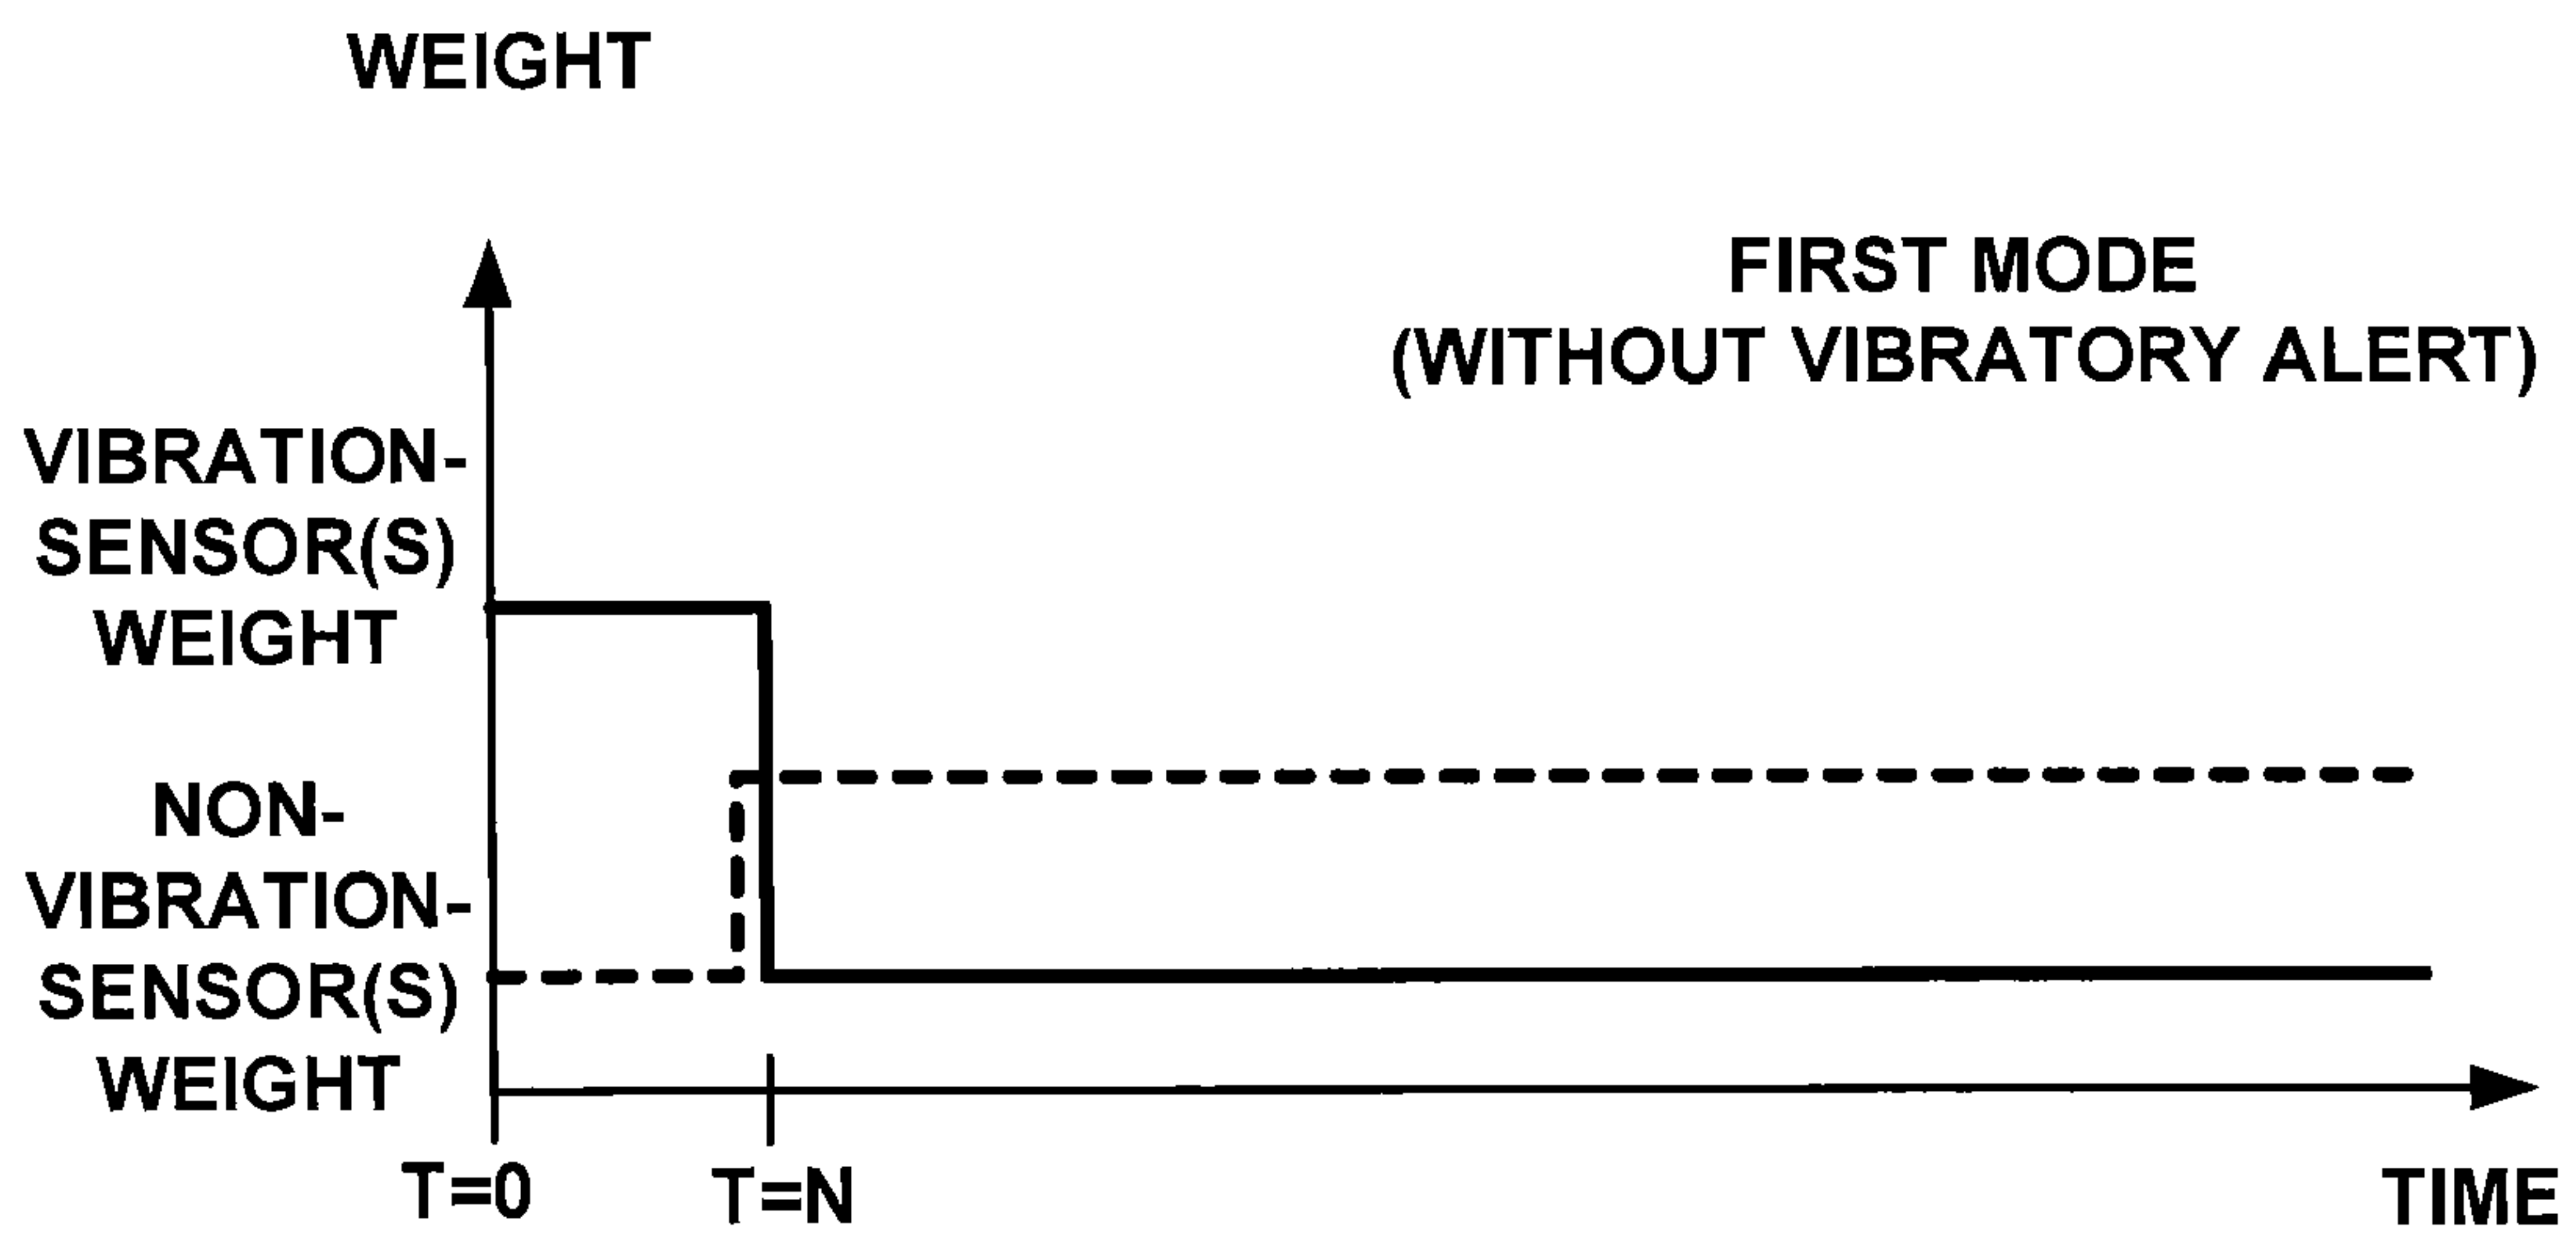 WEIGHT
FIRST MODE
(WITHOUT VIBRATORY ALERT)
VIBRATION-
SENSOR(S)
WEIGHT
NON-
VIBRATION-
SENSOR(S)
WEIGHT
T=0
T=N
TIME